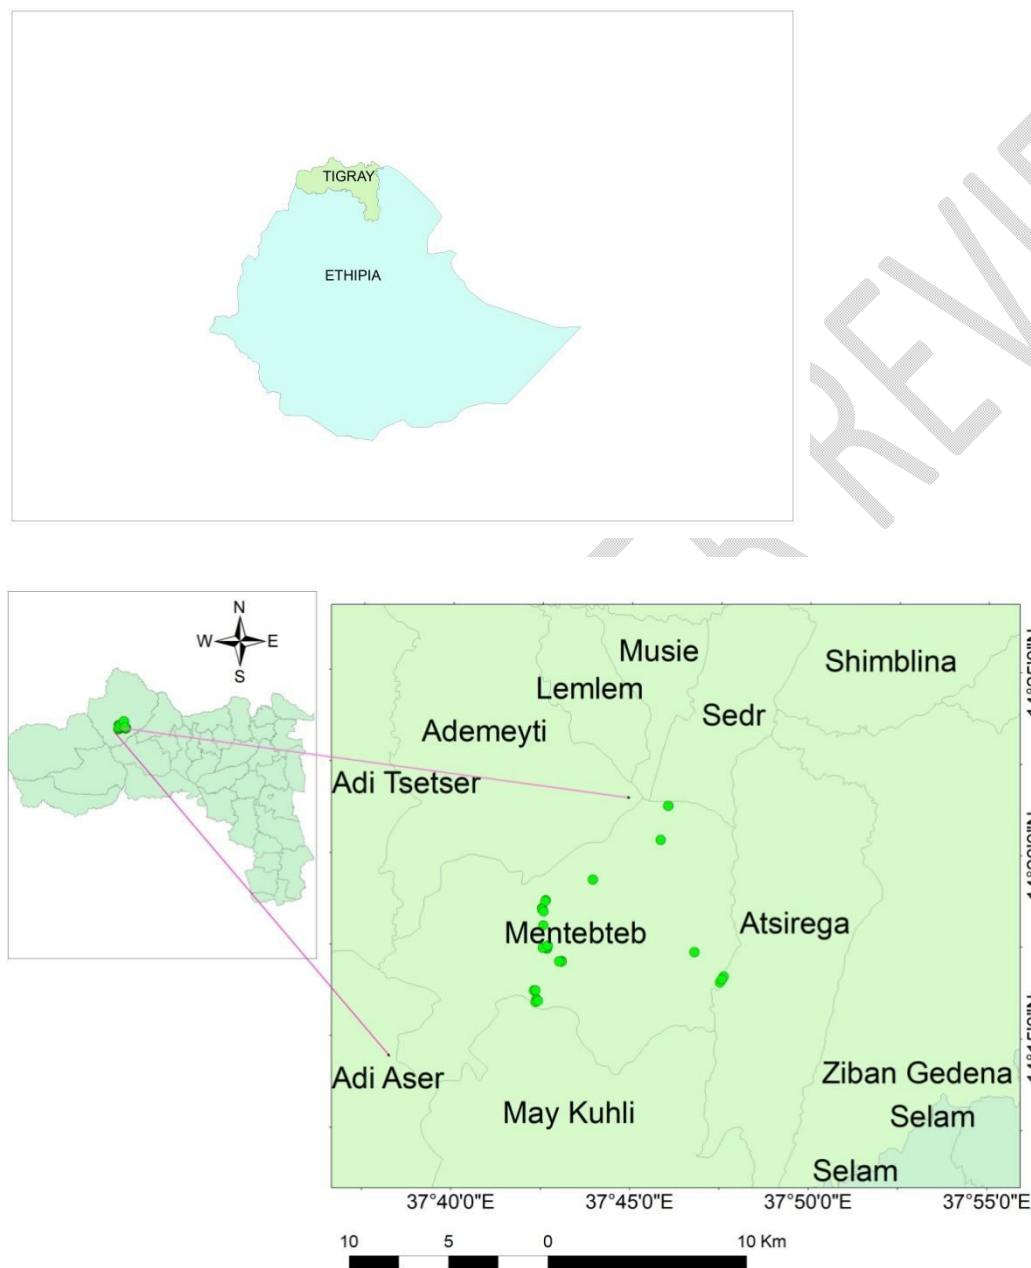 TIGRAY
ETHIPIA
REVIE
N
W E
S
Musie
Shimblina
Lemlem
Sedr
Ademeyti
Adi Tsetser
Mentebteb
Atsirega
Adi Aser
Ziban Gedena
May Kuhli
Selam
Selam
37°40'0"E 37°45'0"E 37°50'0"E 37°55'0"E
10 5 0 10 Km